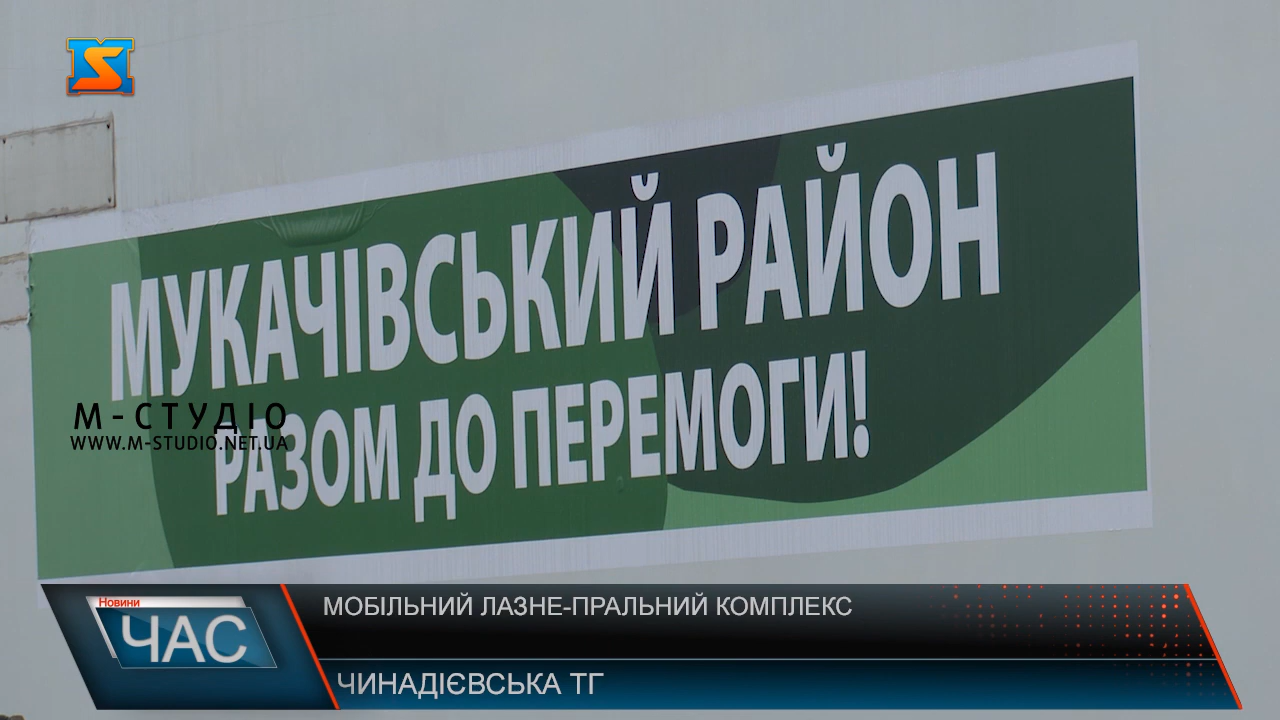 МУКАЧІВСЬКИЙ РАЙОН
РАЗОМ ДО ПЕРЕМОГИ!
М-СТУДІО
WWW.M-STUDIO.NET.UA
Новини
ЧАС
МОБІЛЬНИЙ ЛАЗНЕ-ПРАЛЬНИЙ КОМПЛЕКС
ЧИНАДІЄВСЬКА ТГ